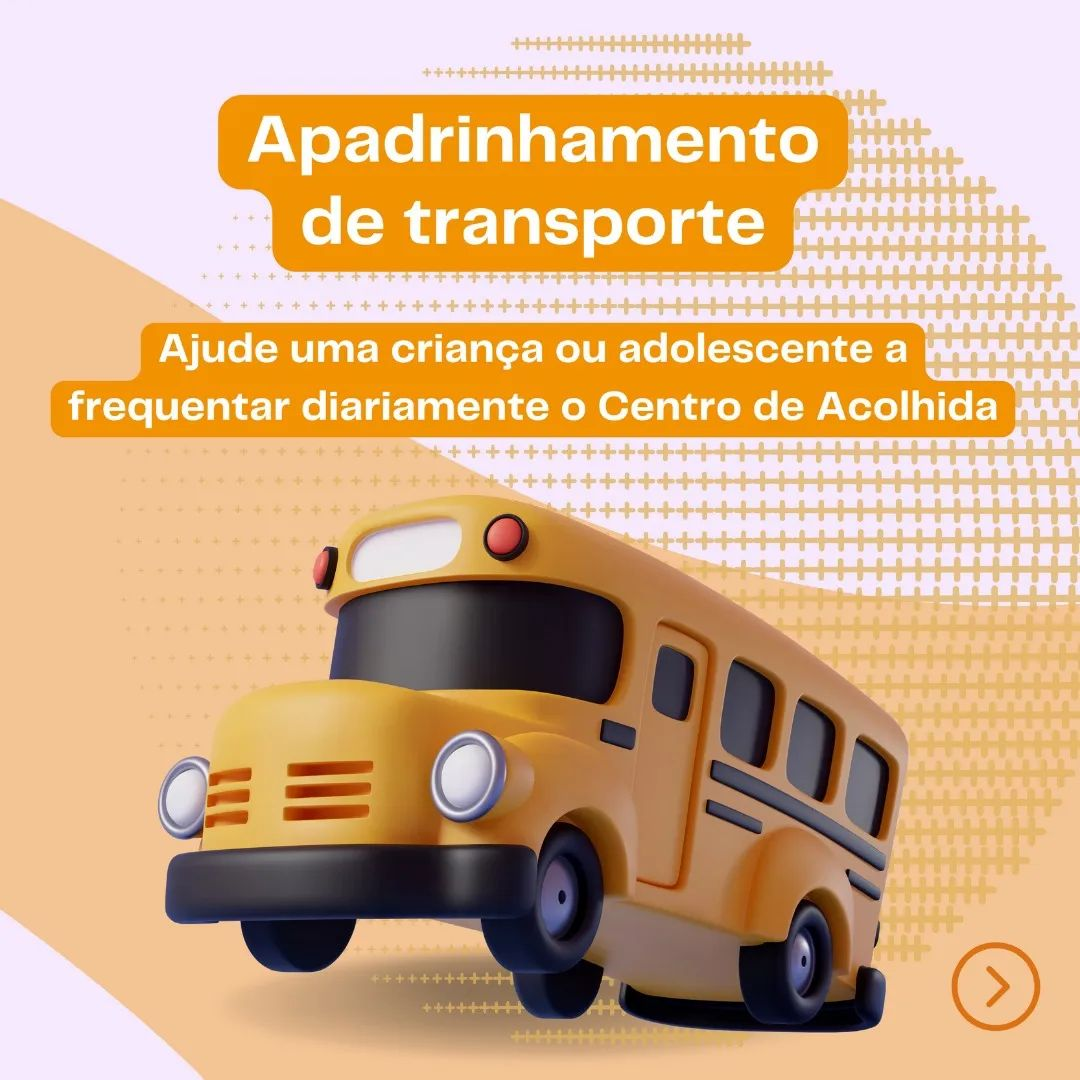 Apadrinhamento
de transporte
Ajude uma criança ou adolescente a
frequentar diariamente o Centro de Acolhida